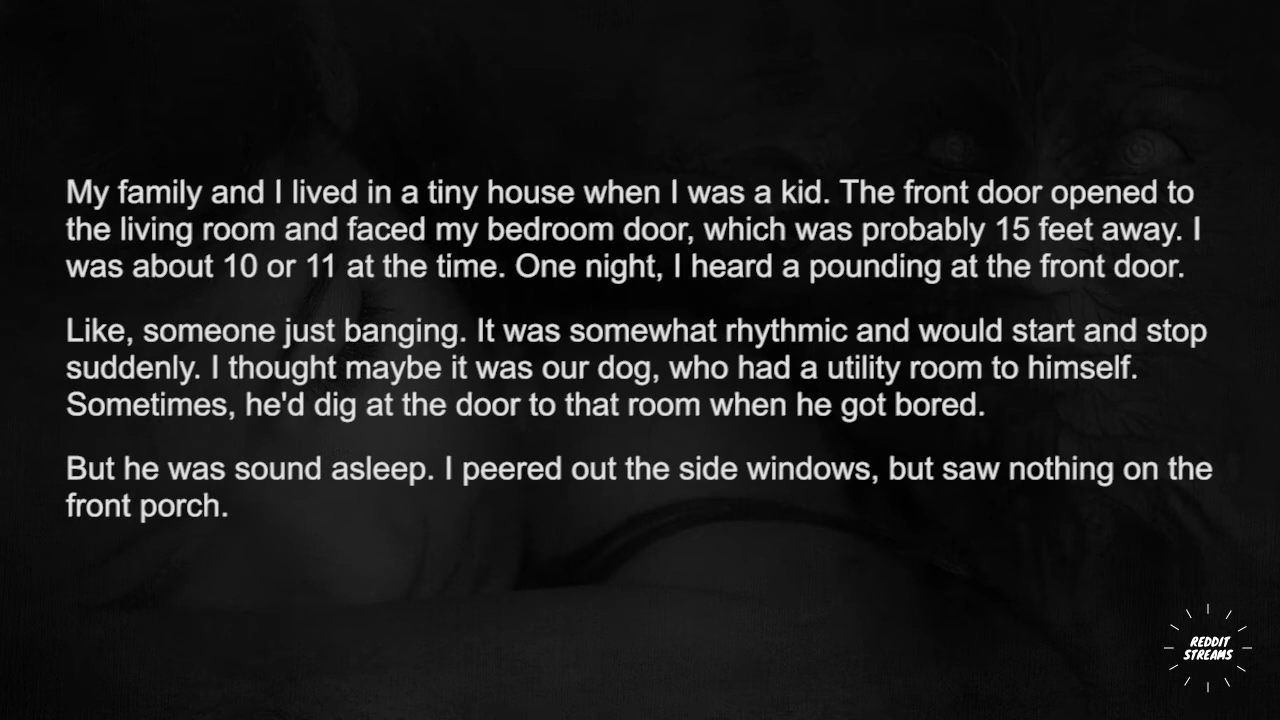 My family and I lived in a tiny house when I was a kid. The front door opened to
the living room and faced my bedroom door, which was probably 15 feet away. I
was about 10 or 11 at the time. One night, I heard a pounding at the front door.
Like, someone just banging. It was somewhat rhythmic and would start and stop
suddenly. I thought maybe it was our dog, who had a utility room to himself.
Sometimes, he'd dig at the door to that room when he got bored.
But he was sound asleep. I peered out the side windows, but saw nothing on the
front porch.
REDDIT
STREAMS